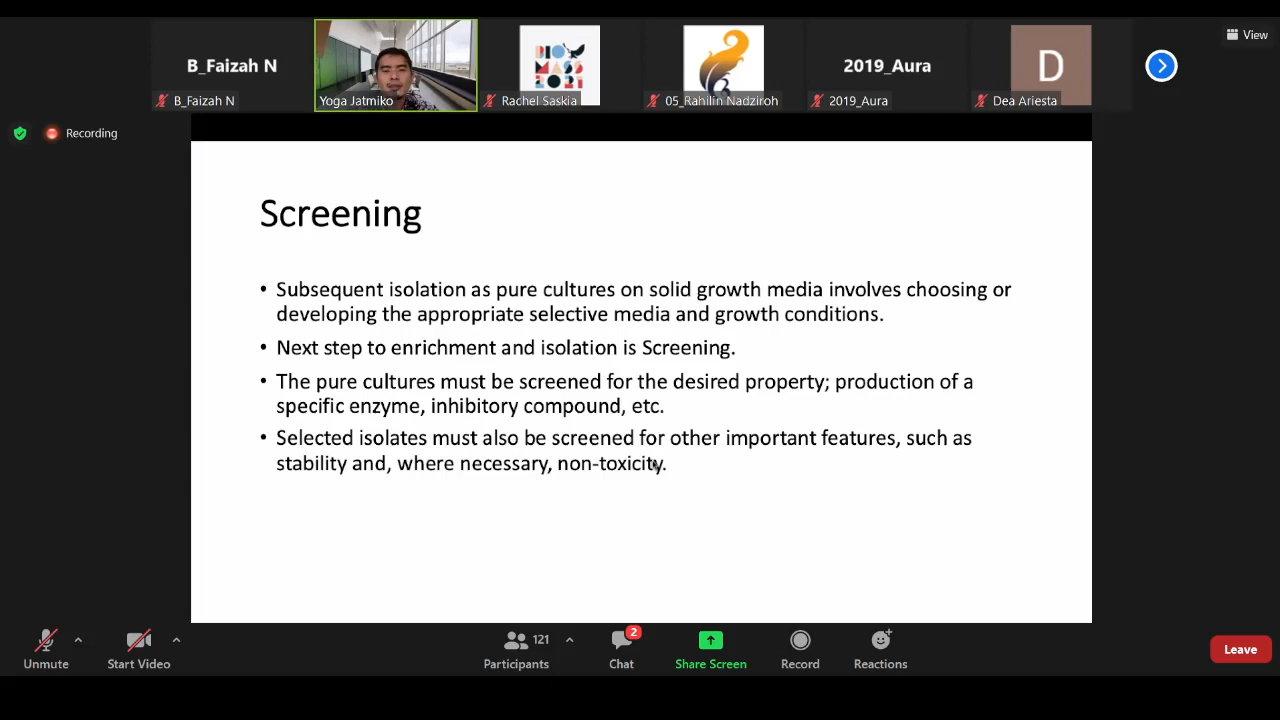 View
B_Faizah N
2019_Aura
D
BIO
MASS
2021
B_Faizah N
Yoga Jatmiko
Rachel Saskia
05_Rahilin Nadziroh
2019_Aura
Dea Ariesta
Recording
Screening
• Subsequent isolation as pure cultures on solid growth media involves choosing or
developing the appropriate selective media and growth conditions.
• Next step to enrichment and isolation is Screening.
• The pure cultures must be screened for the desired property; production of a
specific enzyme, inhibitory compound, etc.
• Selected isolates must also be screened for other important features, such as
stability and, where necessary, non-toxicity.
121
2
Unmute
Start Video
Participants
Chat
Share Screen
Record
Reactions
Leave